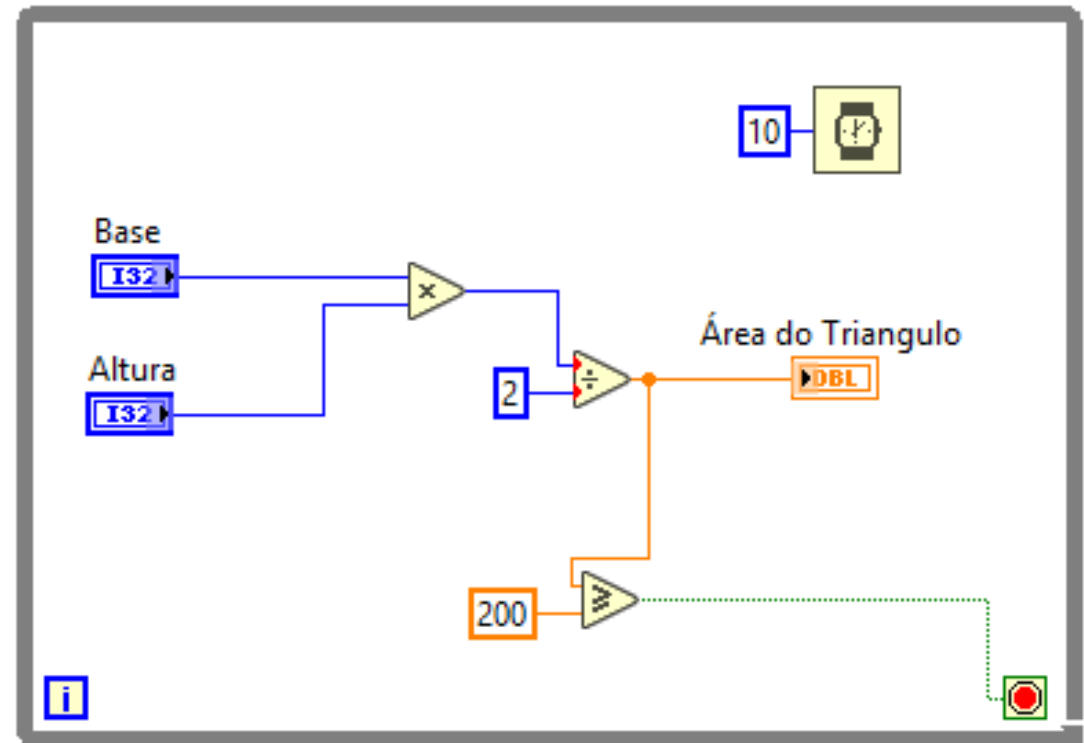 10
Base
I32
×
Altura
I32
2
÷
Área do Triangulo
DBL
200
≥
i